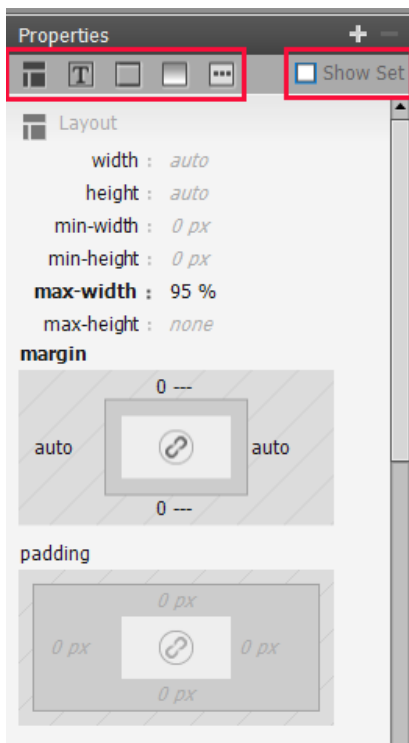 Properties
T
Show Set
Layout
width : auto
height : auto
min-width : 0 px
min-height : 0 px
max-width : 95 %
max-height : none
margin
0 ---
auto auto
0 ---
padding
0 px
0 px 0 px
0 px